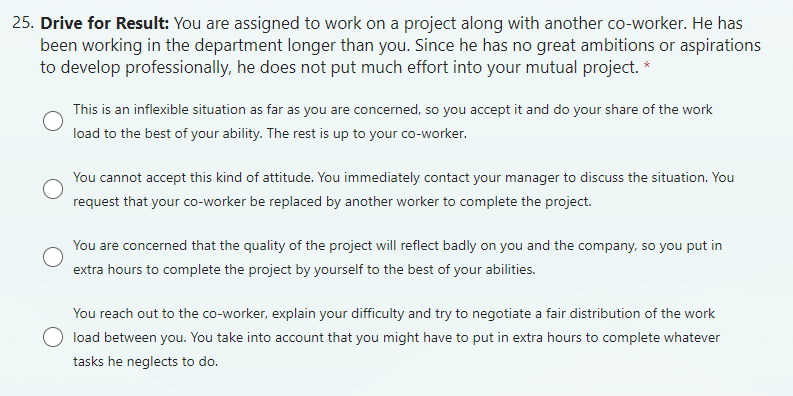 25. Drive for Result: You are assigned to work on a project along with another co-worker. He has
been working in the department longer than you. Since he has no great ambitions or aspirations
to develop professionally, he does not put much effort into your mutual project. *
This is an inflexible situation as far as you are concerned, so you accept it and do your share of the work
load to the best of your ability. The rest is up to your co-worker.
You cannot accept this kind of attitude. You immediately contact your manager to discuss the situation. You
request that your co-worker be replaced by another worker to complete the project.
You are concerned that the quality of the project will reflect badly on you and the company, so you put in
extra hours to complete the project by yourself to the best of your abilities.
You reach out to the co-worker, explain your difficulty and try to negotiate a fair distribution of the work
load between you. You take into account that you might have to put in extra hours to complete whatever
tasks he neglects to do.